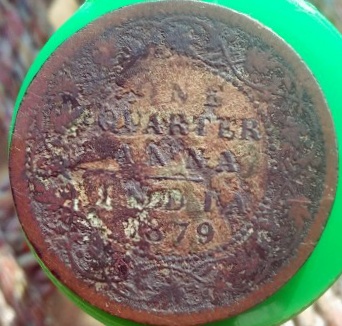 ONE
QUARTER
ANNA
INDIA
1879